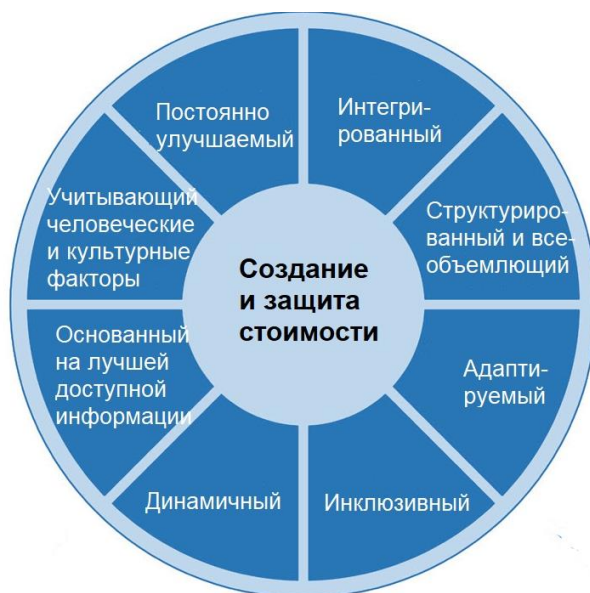 Интегри-
рованный
Структуриро-
ванный и все-
объемлющий
Адапти-
руемый
Инклюзивный
Динамичный
Основанный
на лучшей
доступной
информации
Учитывающий
человеческие
и культурные
факторы
Постоянно
улучшаемый
Создание
и защита
стоимости